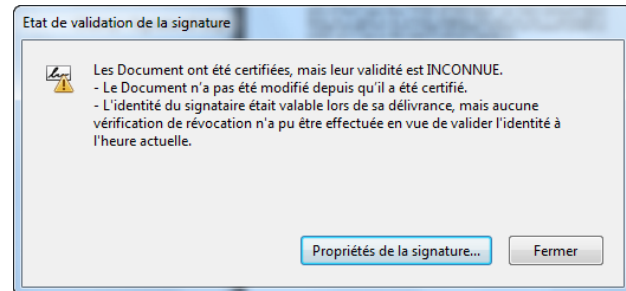 Etat de validation de la signature
Les Document ont été certifiées, mais leur validité est INCONNUE.
- Le Document n'a pas été modifié depuis qu'il a été certifié.
- L'identité du signataire était valable lors de sa délivrance, mais aucune
vérification de révocation n'a pu être effectuée en vue de valider l'identité à
l'heure actuelle.
Propriétés de la signature... Fermer